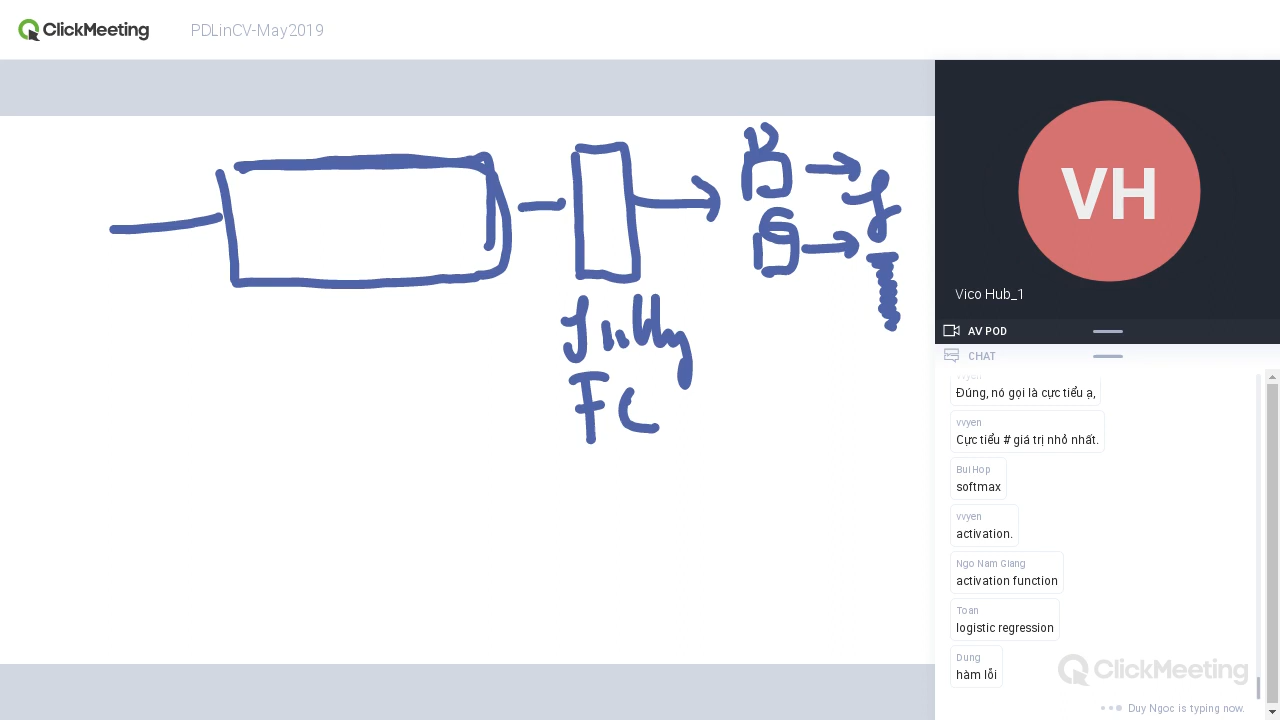 ClickMeeting
PDLinCV-May2019
VH
Vico Hub_1
AV POD
CHAT
vvyen
Đúng, nó gọi là cực tiểu ạ,
vvyen
Cực tiểu # giá trị nhỏ nhất.
Bui Hop
softmax
vvyen
activation.
Ngo Nam Giang
activation function
Toan
logistic regression
Dung
hàm lỗi
ClickMeeting
Duy Ngoc is typing now.
FC